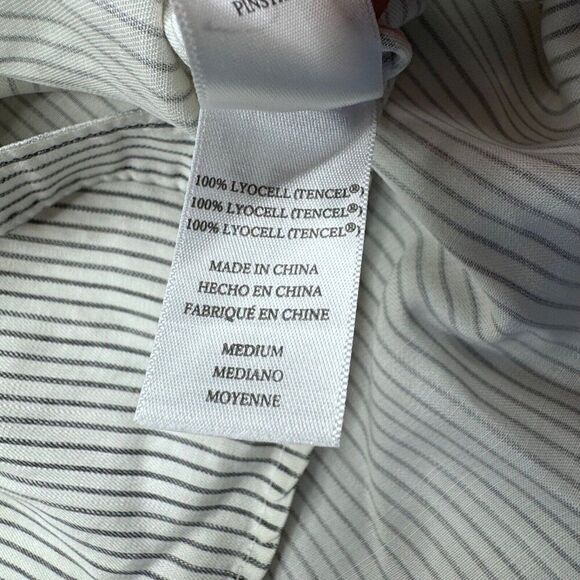 100% LYOCELL (TENCEL®)
100% LYOCELL (TENCEL®)
100% LYOCELL (TENCEL®)
MADE IN CHINA
HECHO EN CHINA
FABRIQUÉ EN CHINE
MEDIUM
MEDIANO
MOYENNE